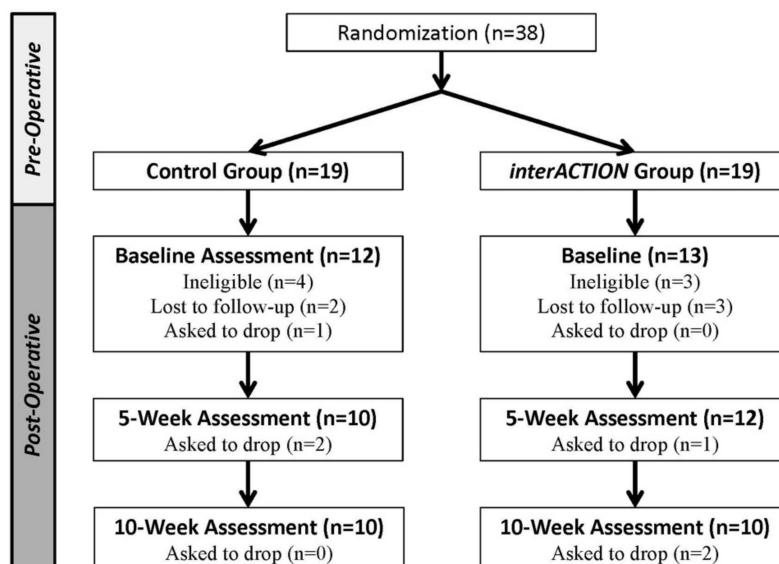 Pre-Operative
Randomization (n=38)
Control Group (n=19)
interACTION Group (n=19)
Post-Operative
Baseline Assessment (n=12)
Ineligible (n=4)
Lost to follow-up (n=2)
Asked to drop (n=1)
Baseline (n=13)
Ineligible (n=3)
Lost to follow-up (n=3)
Asked to drop (n=0)
5-Week Assessment (n=10)
Asked to drop (n=2)
5-Week Assessment (n=12)
Asked to drop (n=1)
10-Week Assessment (n=10)
Asked to drop (n=0)
10-Week Assessment (n=10)
Asked to drop (n=2)